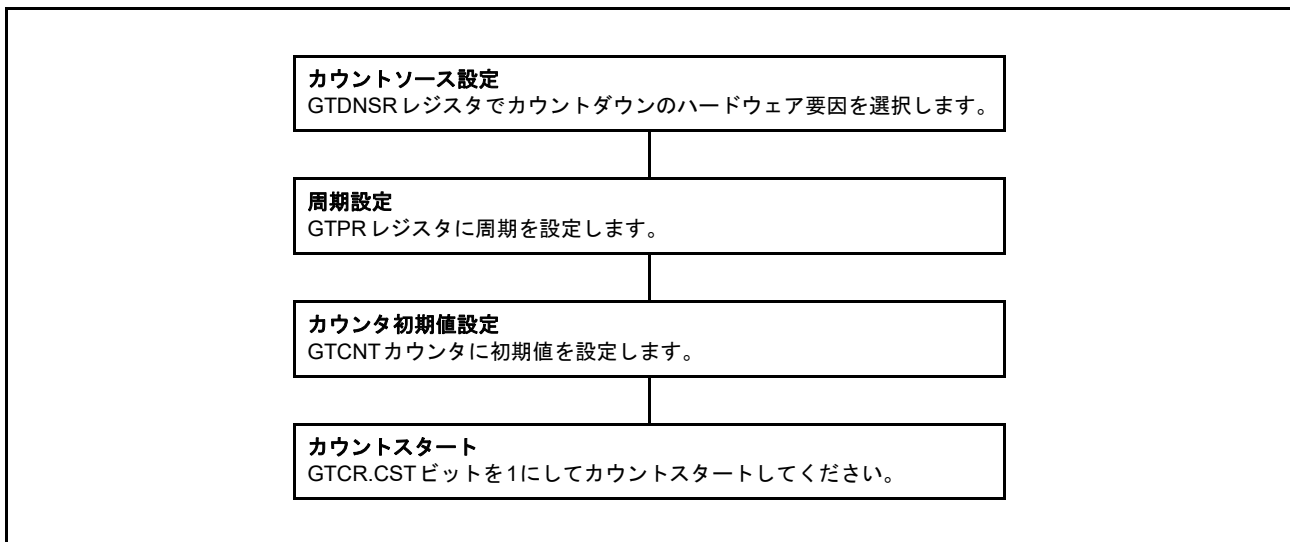 カウントソース設定
GTDNSRレジスタでカウントダウンのハードウェア要因を選択します。
周期設定
GTPRレジスタに周期を設定します。
カウンタ初期値設定
GTCNTカウンタに初期値を設定します。
カウントスタート
GTCR.CSTビットを1にしてカウントスタートしてください。